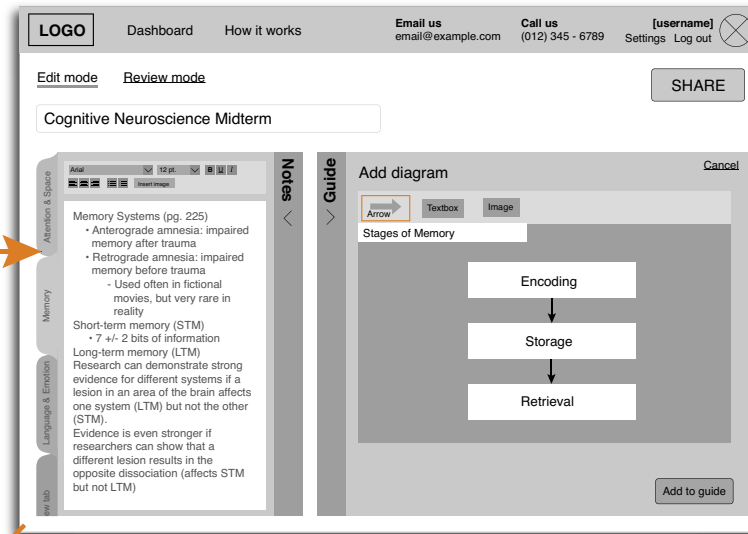 LOGO
Dashboard
How it works
Email us
email@example.com
Call us
(012) 345 - 6789
[username]
Settings Log out
Edit mode
Review mode
SHARE
Cognitive Neuroscience Midterm
Attention & Space
Memory
Language & Emotion
ew tab
Arial
12 pt.
B U I
Insert image
Memory Systems (pg. 225)
• Anterograde amnesia: impaired
memory after trauma
• Retrograde amnesia: impaired
memory before trauma
- Used often in fictional
movies, but very rare in
reality
Short-term memory (STM)
• 7 +/- 2 bits of information
Long-term memory (LTM)
Research can demonstrate strong
evidence for different systems if a
lesion in an area of the brain affects
one system (LTM) but not the other
(STM).
Evidence is even stronger if
researchers can show that a
different lesion results in the
opposite dissociation (affects STM
but not LTM)
Notes
Guide
Add diagram
Cancel
Arrow
Textbox
Image
Stages of Memory
Encoding
Storage
Retrieval
Add to guide